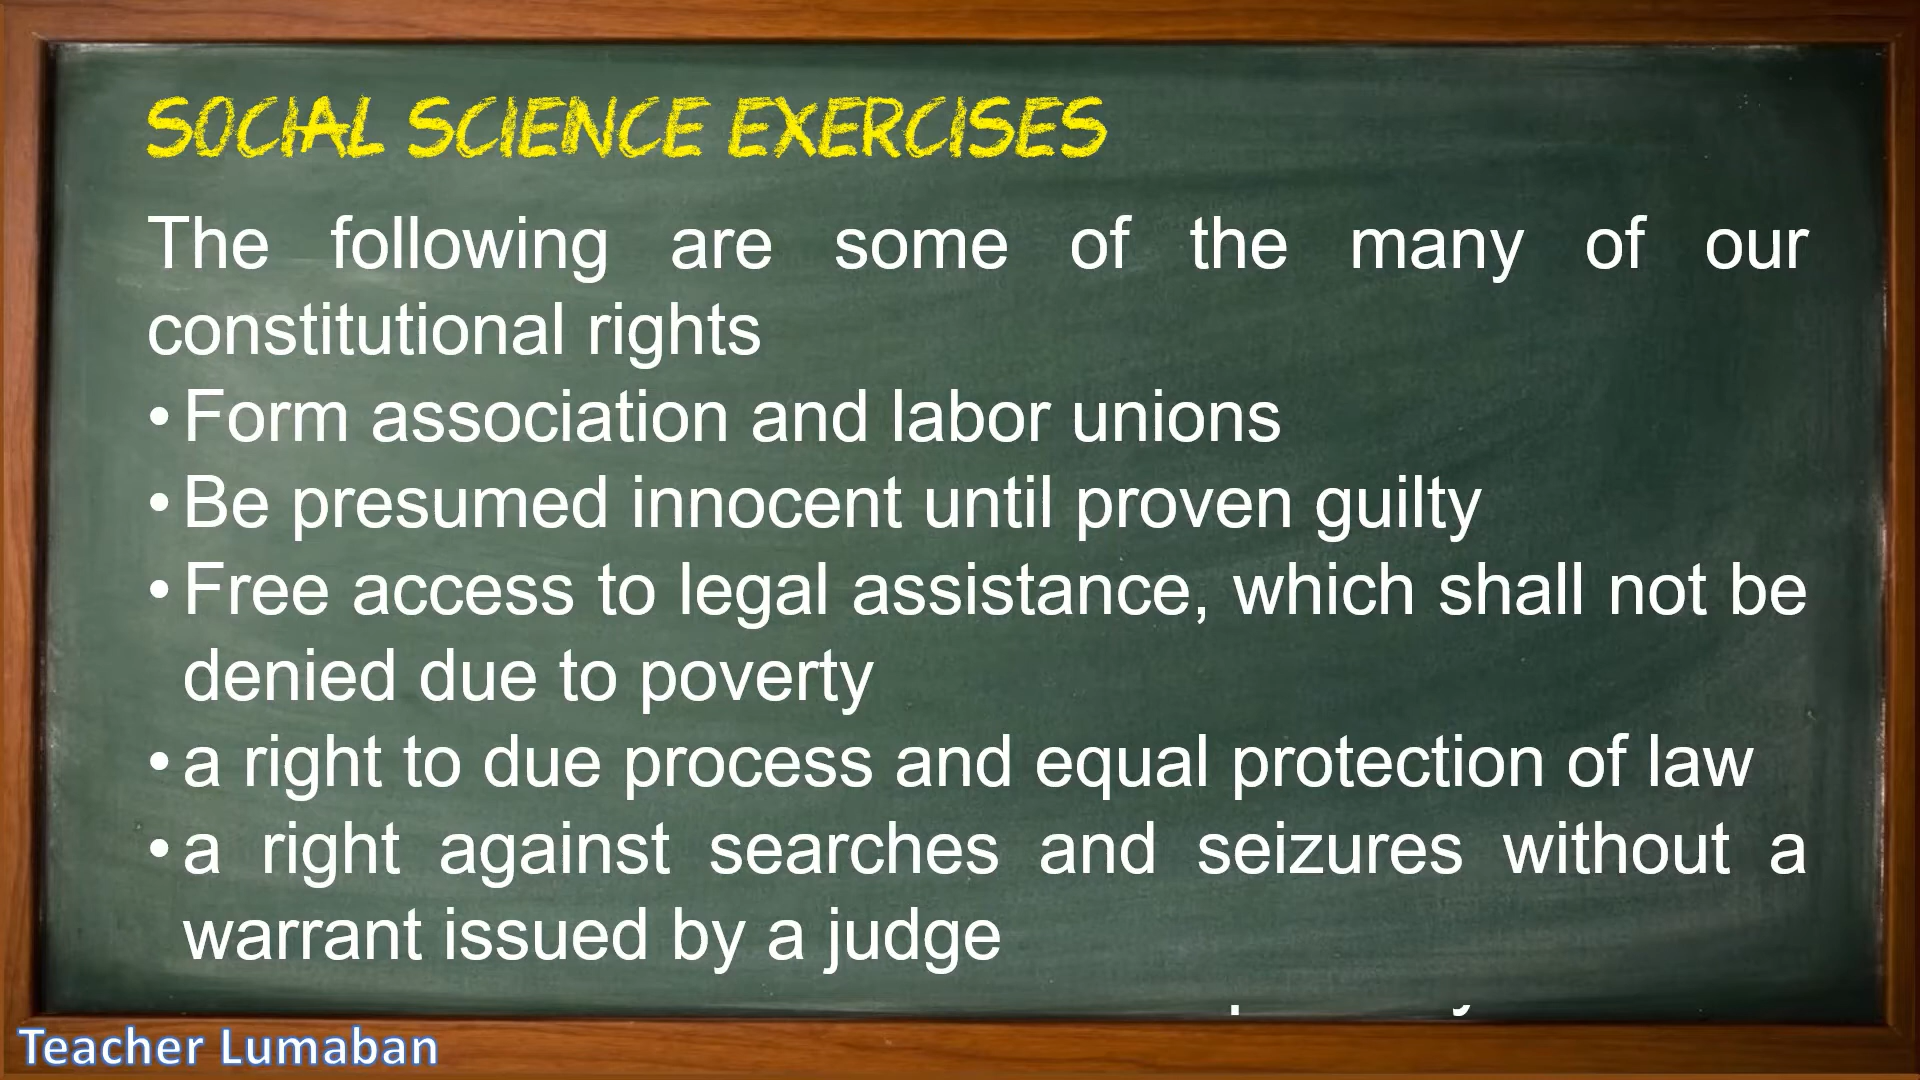 SOCIAL SCIENCE EXERCISES
The following are some of the many of our
constitutional rights
• Form association and labor unions
• Be presumed innocent until proven guilty
• Free access to legal assistance, which shall not be
denied due to poverty
• a right to due process and equal protection of law
• a right against searches and seizures without a
warrant issued by a judge
Teacher Lumaban